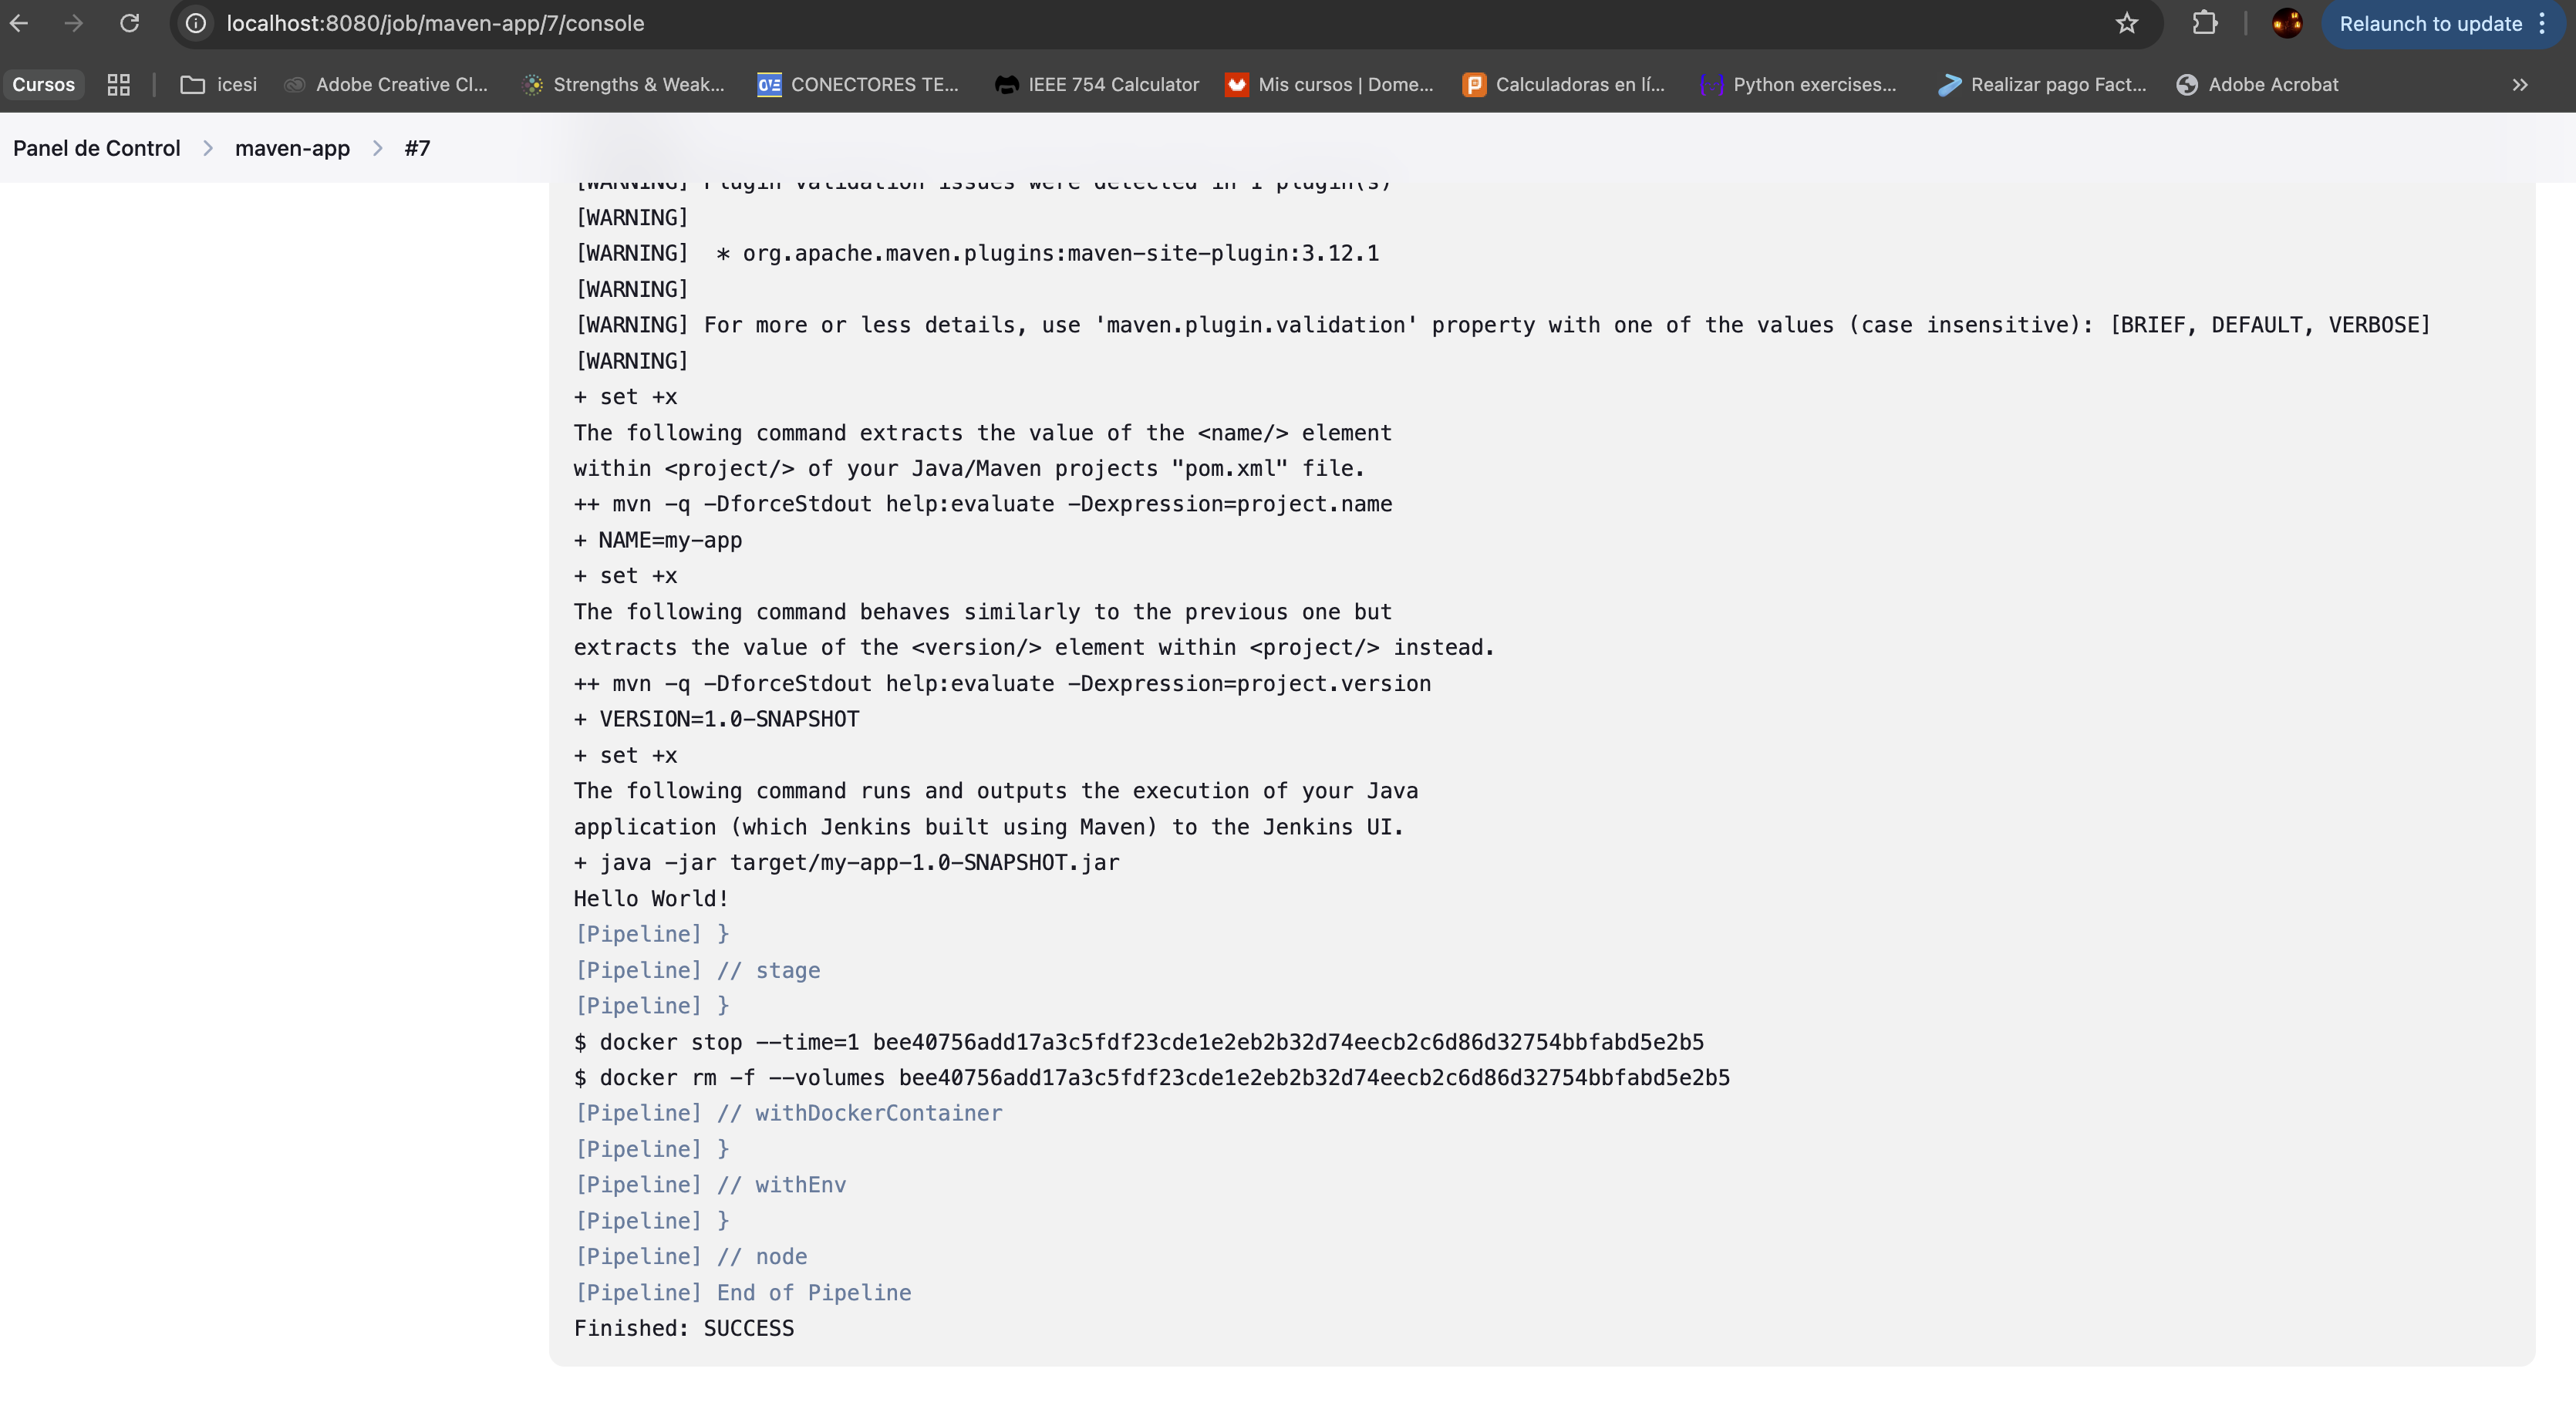 localhost:8080/job/maven-app/7/console
Relaunch to update
Cursos
icesi
Adobe Creative Cl...
Strengths & Weak...
CONECTORES TE...
IEEE 754 Calculator
Mis cursos | Dome...
Calculadoras en lí...
Python exercises...
Realizar pago Fact...
Adobe Acrobat
Panel de Control > maven-app > #7
[WARNING] Plugin validation issues were detected in 1 plugin(s)
[WARNING]
[WARNING]  * org.apache.maven.plugins:maven-site-plugin:3.12.1
[WARNING]
[WARNING] For more or less details, use 'maven.plugin.validation' property with one of the values (case insensitive): [BRIEF, DEFAULT, VERBOSE]
[WARNING]
+ set +x
The following command extracts the value of the <name/> element
within <project/> of your Java/Maven projects "pom.xml" file.
++ mvn -q -DforceStdout help:evaluate -Dexpression=project.name
+ NAME=my-app
+ set +x
The following command behaves similarly to the previous one but
extracts the value of the <version/> element within <project/> instead.
++ mvn -q -DforceStdout help:evaluate -Dexpression=project.version
+ VERSION=1.0-SNAPSHOT
+ set +x
The following command runs and outputs the execution of your Java
application (which Jenkins built using Maven) to the Jenkins UI.
+ java -jar target/my-app-1.0-SNAPSHOT.jar
Hello World!
[Pipeline] }
[Pipeline] // stage
[Pipeline] }
$ docker stop --time=1 bee40756add17a3c5fdf23cde1e2eb2b32d74eecb2c6d86d32754bbfabd5e2b5
$ docker rm -f --volumes bee40756add17a3c5fdf23cde1e2eb2b32d74eecb2c6d86d32754bbfabd5e2b5
[Pipeline] // withDockerContainer
[Pipeline] }
[Pipeline] // withEnv
[Pipeline] }
[Pipeline] // node
[Pipeline] End of Pipeline
Finished: SUCCESS